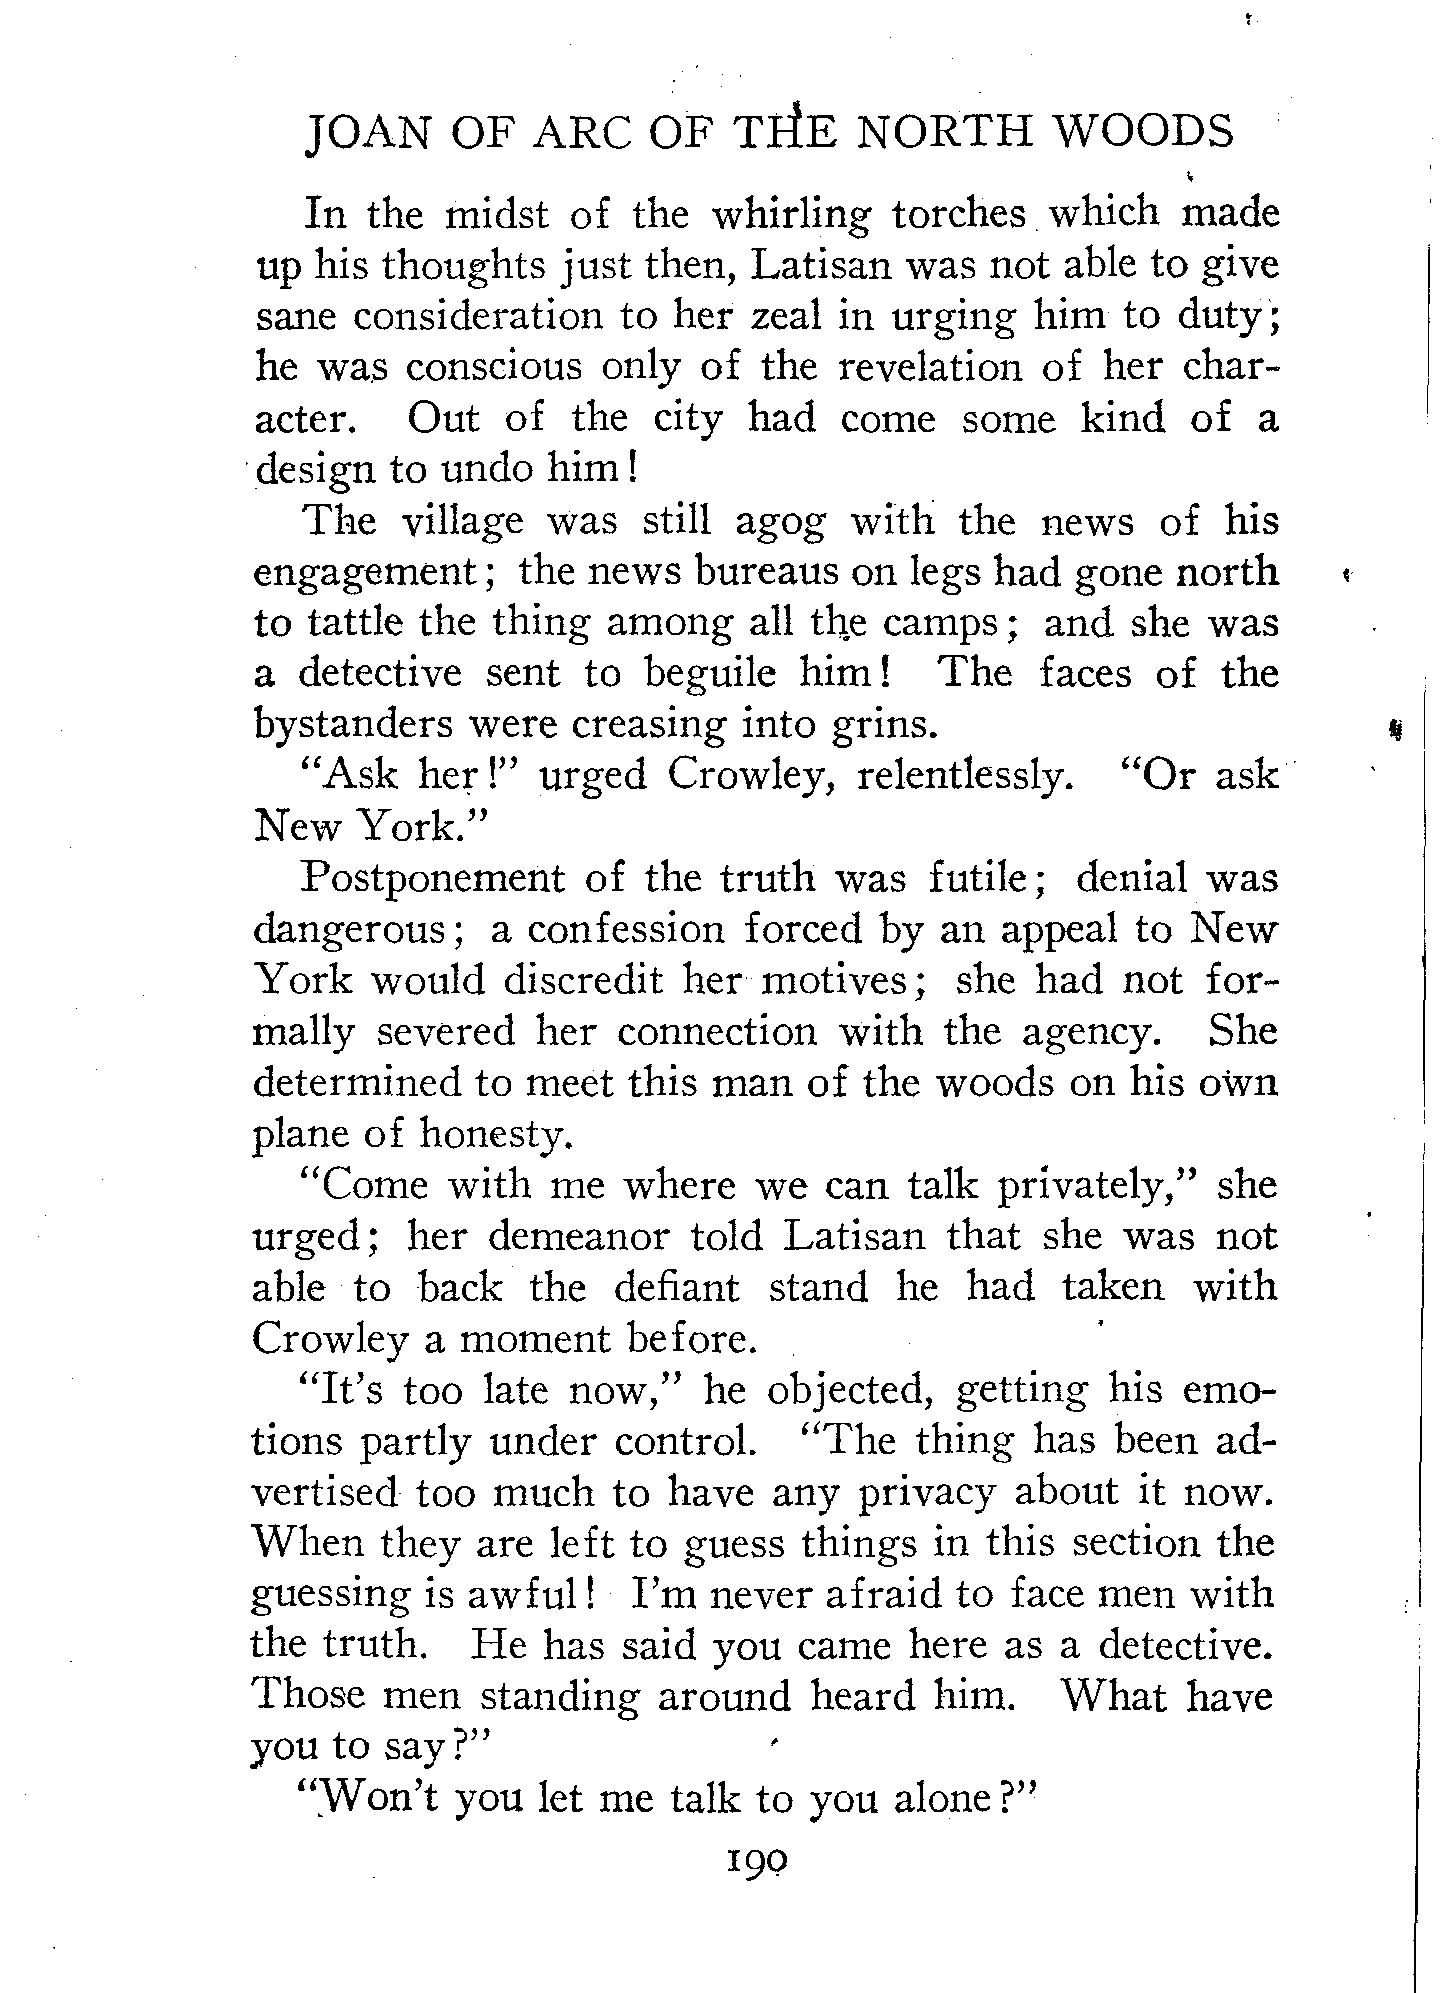 JOAN OF ARC OF THE NORTH WOODS
In the midst of the whirling torches which made
up his thoughts just then, Latisan was not able to give
sane consideration to her zeal in urging him to duty;
he was conscious only of the revelation of her char-
acter. Out of the city had come some kind of a
design to undo him!
The village was still agog with the news of his
engagement; the news bureaus on legs had gone north
to tattle the thing among all the camps; and she was
a detective sent to beguile him! The faces of the
bystanders were creasing into grins.
"Ask her!" urged Crowley, relentlessly. "Or ask
New York."
Postponement of the truth was futile; denial was
dangerous; a confession forced by an appeal to New
York would discredit her motives; she had not for-
mally severed her connection with the agency. She
determined to meet this man of the woods on his own
plane of honesty.
"Come with me where we can talk privately," she
urged; her demeanor told Latisan that she was not
able to back the defiant stand he had taken with
Crowley a moment before.
"It's too late now," he objected, getting his emo-
tions partly under control. "The thing has been ad-
vertised too much to have any privacy about it now.
When they are left to guess things in this section the
guessing is awful! I'm never afraid to face men with
the truth. He has said you came here as a detective.
Those men standing around heard him. What have
you to say?"
"Won't you let me talk to you alone?"
190